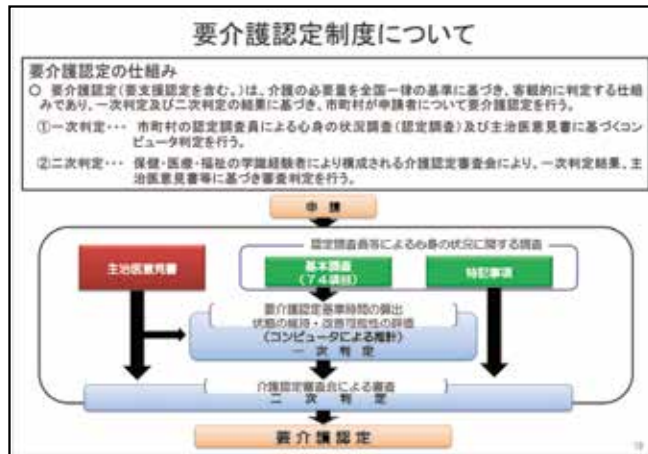 要介護認定制度について
要介護認定の仕組み
○ 要介護認定(要支援認定を含む。)は、介護の必要量を全国一律の基準に基づき、客観的に判定する仕組
みであり、一次判定及び二次判定の結果に基づき、市町村が申請者について要介護認定を行う。
①一次判定・・・ 市町村の認定調査員による心身の状況調査(認定調査)及び主治医意見書に基づくコン
ピュータ判定を行う。
②二次判定・・・ 保健・医療・福祉の学識経験者により構成される介護認定審査会により、一次判定結果、主
治医意見書等に基づき審査判定を行う。
申 請
認定調査員等による心身の状況に関する調査
主治医意見書
基本調査
(74項目)
特記事項
要介護認定基準時間の算出
状態の維持・改善可能性の評価
(コンピュータによる推計)
一 次 判 定
介護認定審査会による審査
二 次 判 定
要 介 護 認 定